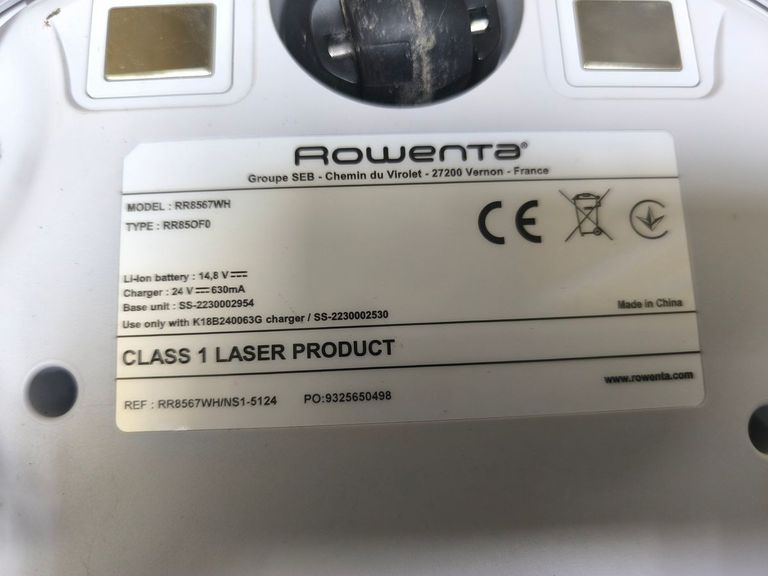 Rowenta®
Groupe SEB - Chemin du Virolet - 27200 Vernon - France
MODEL : RR8567WH
TYPE : RR85OF0
CE
Li-Ion battery : 14,8 V
Charger : 24 V 630mA
Base unit : SS-2230002954
Use only with K18B240063G charger / SS-2230002530
Made in China
CLASS 1 LASER PRODUCT
www.rowenta.com
REF : RR8567WH/NS1-5124 PO:9325650498